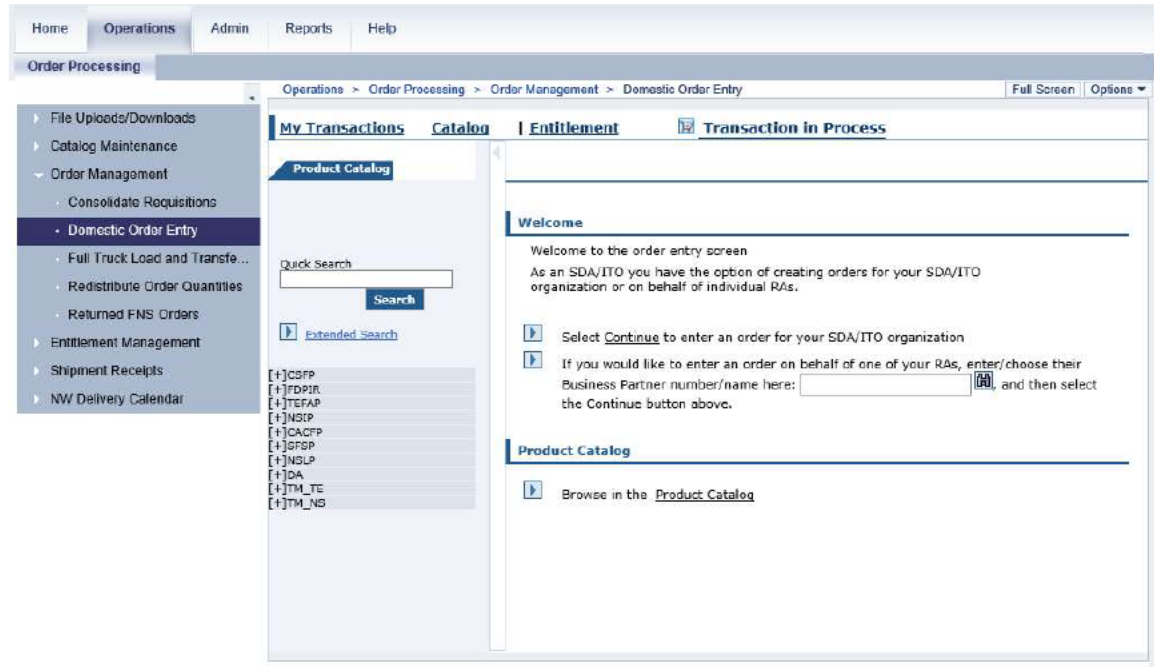 Home Operations Admin Reports Help
Order Processing
Operations > Order Processing > Order Management > Domestic Order Entry Full Screen Options
File Uploads/Downloads
Catalog Maintenance
Order Management
Consolidate Requisitions
Domestic Order Entry
Full Truck Load and Transfe...
Redistribute Order Quantities
Returned FNS Orders
Entitlement Management
Shipment Receipts
NW Delivery Calendar
My Transactions Catalog | Entitlement Transaction in Process
Product Catalog
Quick Search
Search
Extended Search
[+]CSFP
[+]FDPIR
[+]TEFAP
[+]NSIP
[+]CACFP
[+]SFSP
[+]NSLP
[+]DA
[+]TM_TE
[+]TM_NS
Welcome
Welcome to the order entry screen
As an SDA/ITO you have the option of creating orders for your SDA/ITO
organization or on behalf of individual RAs.
Select Continue to enter an order for your SDA/ITO organization
If you would like to enter an order on behalf of one of your RAs, enter/choose their
Business Partner number/name here: , and then select
the Continue button above.
Product Catalog
Browse in the Product Catalog